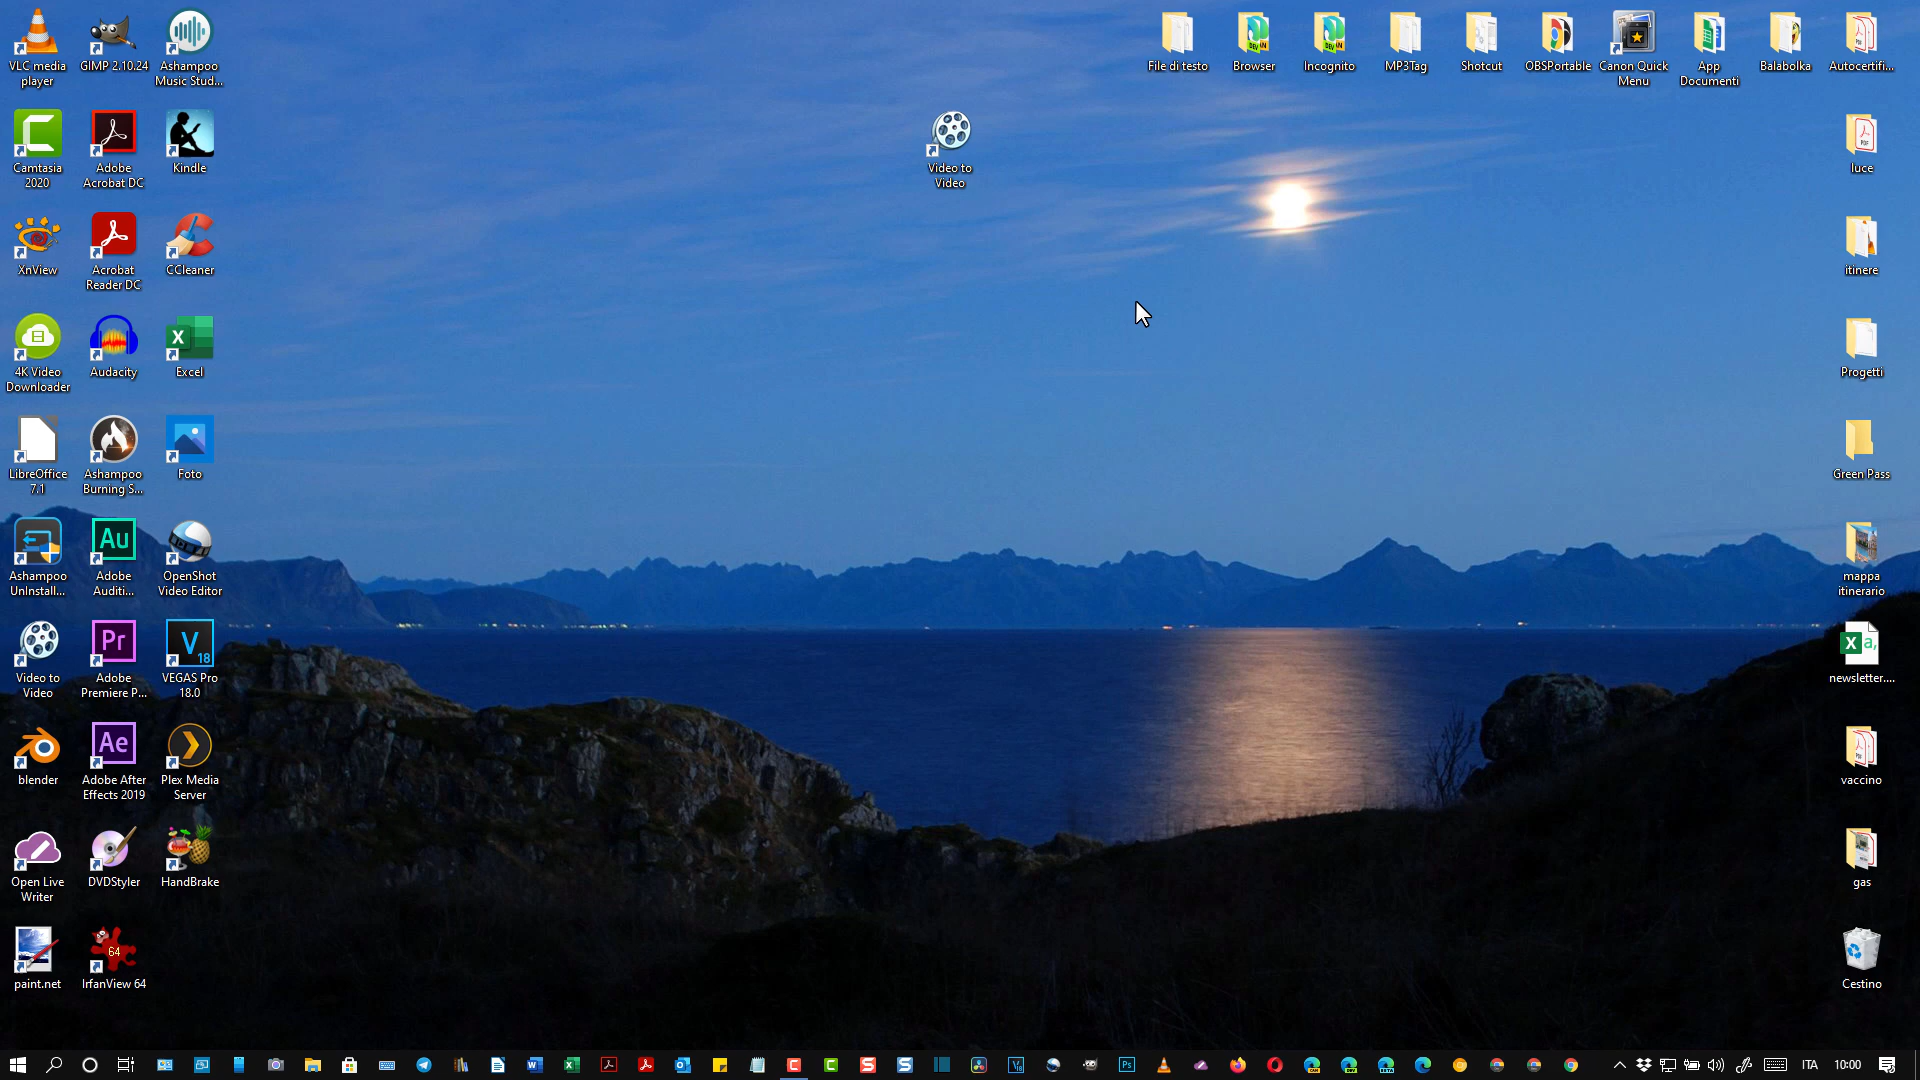 VLC media
player
GIMP 2.10.24
Ashampoo
Music Stud...
File di testo
Browser
Incognito
MP3Tag
Shotcut
OBSPortable
Canon Quick
Menu
App
Documenti
Balabolka
Autocertifi...
Camtasia
2020
Adobe
Acrobat DC
Kindle
Video to
Video
luce
XnView
Acrobat
Reader DC
CCleaner
itinere
4K Video
Downloader
Audacity
Excel
Progetti
LibreOffice
7.1
Ashampoo
Burning S...
Foto
Green Pass
Ashampoo
UnInstall...
Au
Adobe
Auditi...
OpenShot
Video Editor
mappa
itinerario
Video to
Video
Pr
Adobe
Premiere P...
V
18
VEGAS Pro
18.0
newsletter....
blender
Ae
Adobe After
Effects 2019
Plex Media
Server
vaccino
Open Live
Writer
DVDStyler
HandBrake
gas
paint.net
64
IrfanView 64
Cestino
ITA
10:00